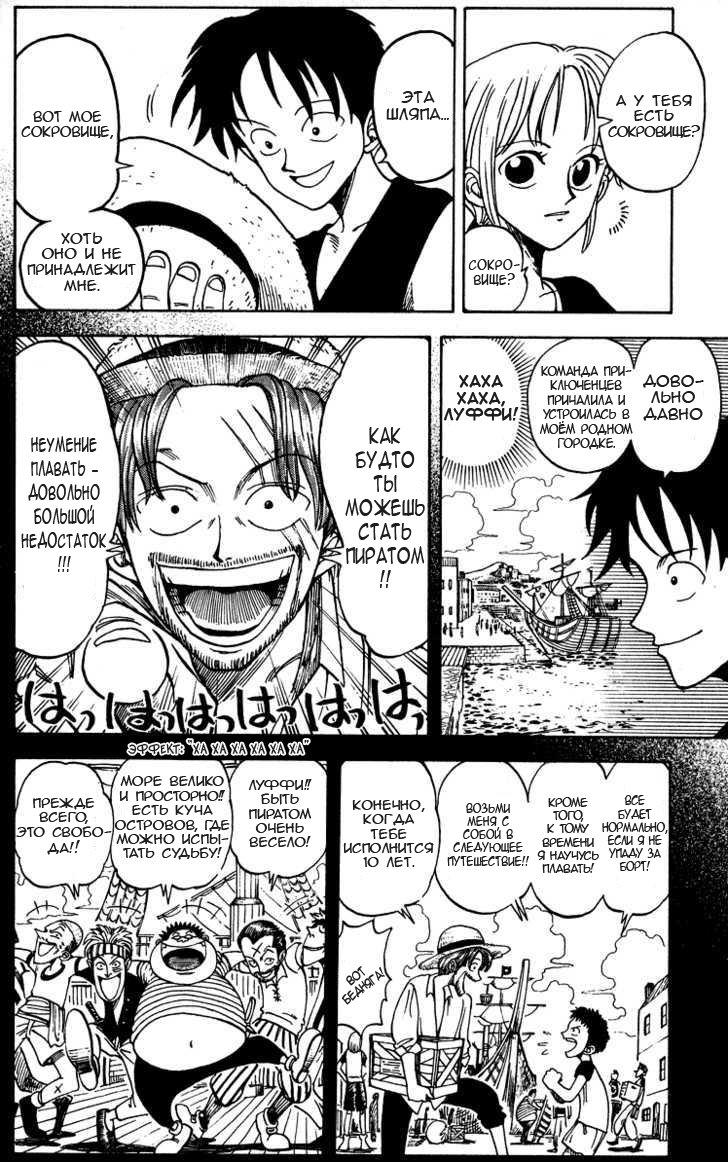 А У ТЕБЯ
ЕСТЬ
СОКРОВИЩЕ?
СОКРО-
ВИЩЕ?
ЭТА
ШЛЯПА...
ВОТ МОЕ
СОКРОВИЩЕ,
ХОТЬ
ОНО И НЕ
ПРИНАДЛЕЖИТ
МНЕ.
ДОВО-
ЛЬНО
ДАВНО
КОМАНДА ПРИ-
КЛЮЧЕНЦЕВ
ПРИЧАЛИЛА И
УСТРОИЛАСЬ В
МОЁМ РОДНОМ
ГОРОДКЕ.
ХАХА
ХАХА,
ЛУФФИ!
КАК
БУДТО
ТЫ
МОЖЕШЬ
СТАТЬ
ПИРАТОМ
!!
НЕУМЕНИЕ
ПЛАВАТЬ -
ДОВОЛЬНО
БОЛЬШОЙ
НЕДОСТАТОК
!!!
はっはっはっはっはっはっ
ЭФФЕКТ: "ХА ХА ХА ХА ХА ХА"
ВСЕ
БУДЕТ
НОРМАЛЬНО,
ЕСЛИ Я НЕ
УПАДУ ЗА
БОРТ!
КРОМЕ
ТОГО,
К ТОМУ
ВРЕМЕНИ
Я НАУЧУСЬ
ПЛАВАТЬ!
ВОЗЬМИ
МЕНЯ С
СОБОЙ В
СЛЕДУЮЩЕЕ
ПУТЕШЕСТВИЕ!!
КОНЕЧНО,
КОГДА
ТЕБЕ
ИСПОЛНИТСЯ
10 ЛЕТ.
ВОТ
БЕДНЯГА!
ЛУФФИ!!
БЫТЬ
ПИРАТОМ
ОЧЕНЬ
ВЕСЕЛО!
МОРЕ ВЕЛИКО
И ПРОСТОРНО!!
ЕСТЬ КУЧА
ОСТРОВОВ, ГДЕ
МОЖНО ИСПЫ-
ТАТЬ СУДЬБУ!
ПРЕЖДЕ
ВСЕГО,
ЭТО СВОБО-
ДА!!